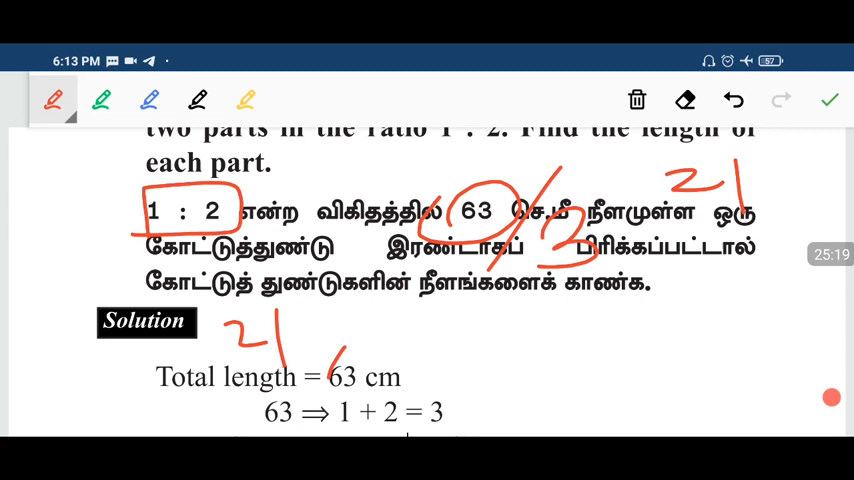 6:13 PM
57
two parts in the ratio 1 : 2. Find the length of
each part.
21
1 : 2 என்ற விகிதத்தில் 63 செ.மீ நீளமுள்ள ஒரு
/ 3
கோட்டுத்துண்டு இரண்டாகப் பிரிக்கப்பட்டால்
25:19
கோட்டுத் துண்டுகளின் நீளங்களைக் காண்க.
Solution
21
Total length = 63 cm
63 ⇒ 1 + 2 = 3